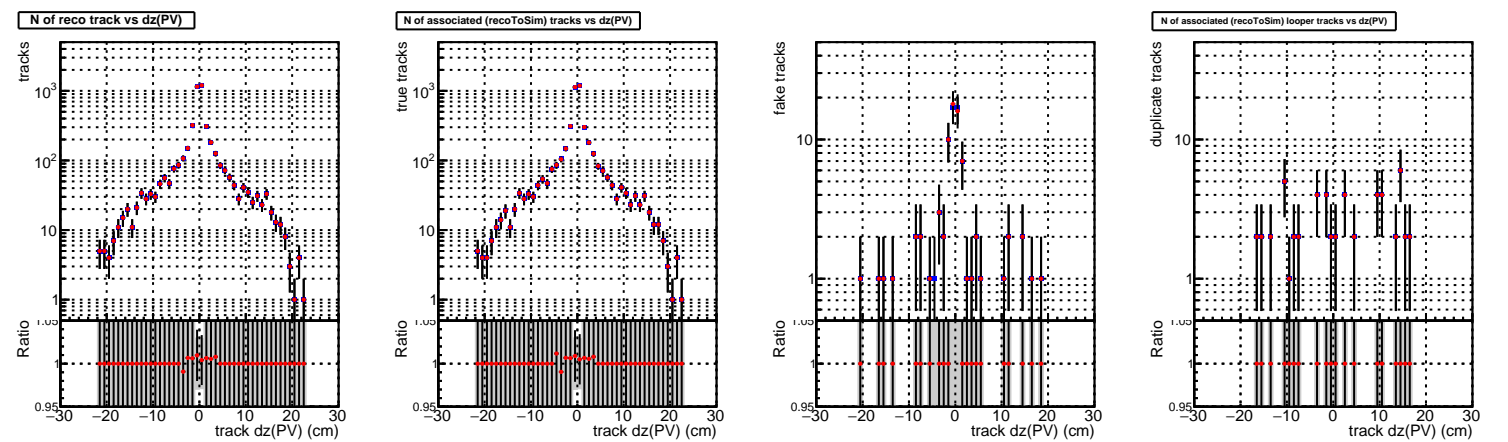 N of reco track vs dz(PV)
tracks
10³
10²
10
1
Ratio
1.05
1
0.95
−30 −20 −10 0 10 20 30
track dz(PV) (cm)
N of associated (recoToSim) tracks vs dz(PV)
true tracks
10³
10²
10
1
Ratio
1.05
1
0.95
−30 −20 −10 0 10 20 30
track dz(PV) (cm)
fake tracks
10
1
Ratio
1.05
1
0.95
−30 −20 −10 0 10 20 30
track dz(PV) (cm)
N of associated (recoToSim) looper tracks vs dz(PV)
duplicate tracks
10
1
Ratio
1.05
1
0.95
−30 −20 −10 0 10 20 30
track dz(PV) (cm)